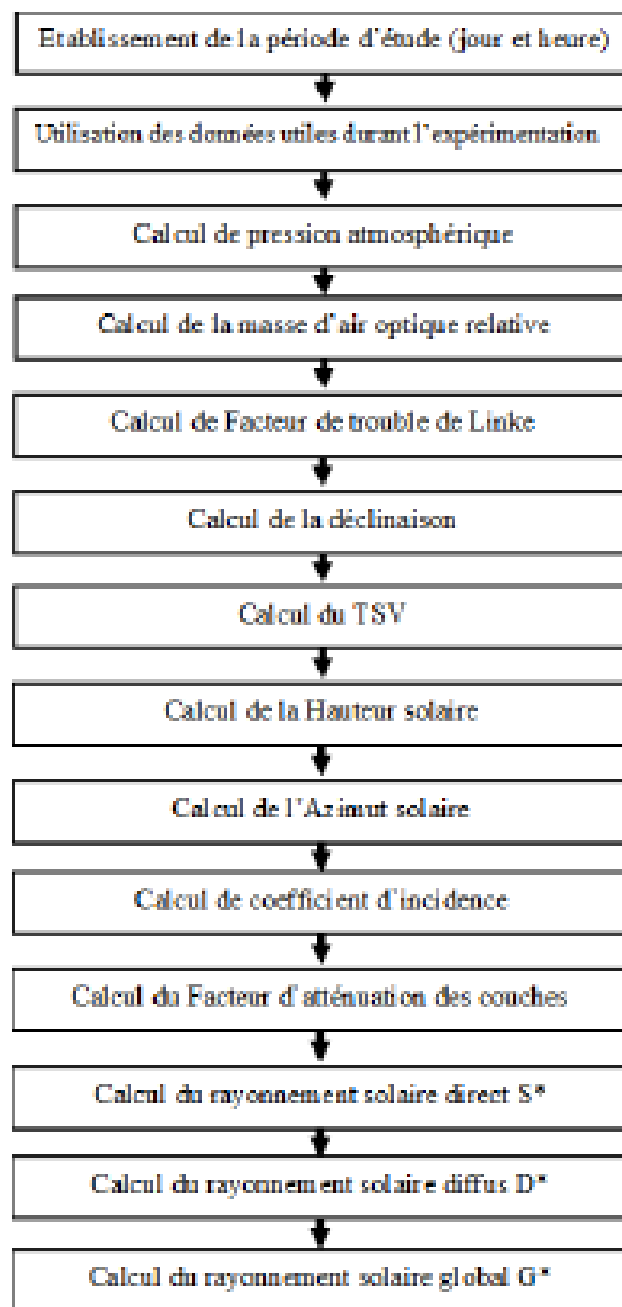 Etablissement de la période d'étude (jour et heure)
Utilisation des données utiles durant l'expérimentation
Calcul de pression atmosphérique
Calcul de la masse d'air optique relative
Calcul de Facteur de trouble de Linke
Calcul de la déclinaison
Calcul du TSV
Calcul de la Hauteur solaire
Calcul de l'Azimut solaire
Calcul de coefficient d'incidence
Calcul du Facteur d'atténuation des couches
Calcul du rayonnement solaire direct S*
Calcul du rayonnement solaire diffus D*
Calcul du rayonnement solaire global G*